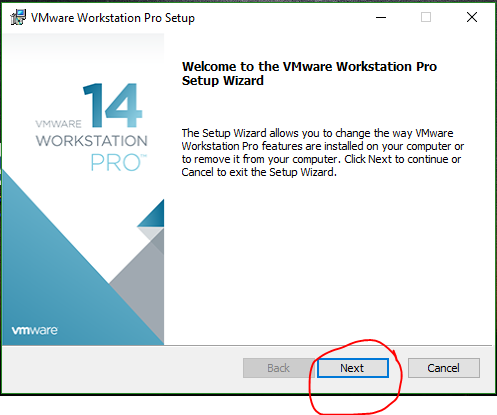 VMware Workstation Pro Setup
Welcome to the VMware Workstation Pro
Setup Wizard
14
VMWARE
WORKSTATION
PRO™
The Setup Wizard allows you to change the way VMware
Workstation Pro features are installed on your computer or
to remove it from your computer. Click Next to continue or
Cancel to exit the Setup Wizard.
vmware
Back
Next
Cancel